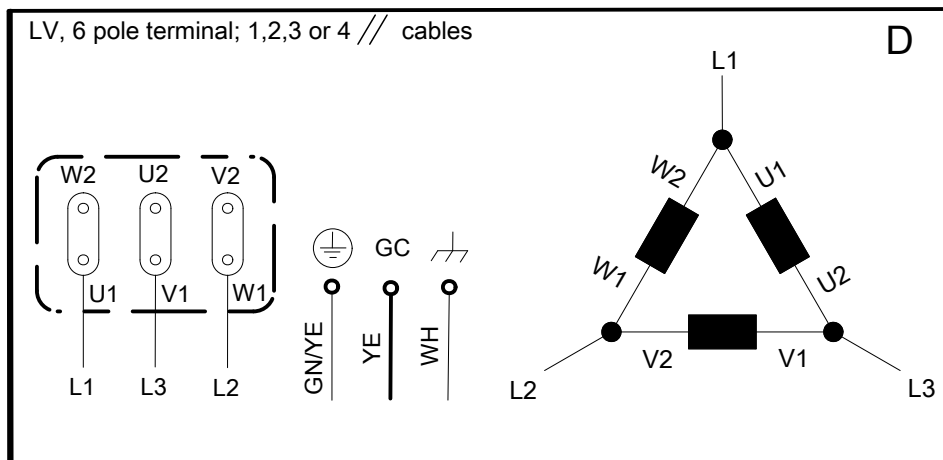 LV, 6 pole terminal; 1,2,3 or 4 // cables
D
W2 U2 V2
U1 V1 W1
L1 L3 L2
GC
GN/YE YE WH
L1
W2 U1
W1 U2
V2 V1
L2 L3